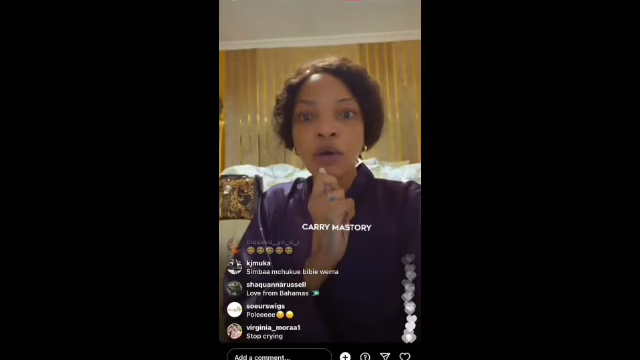 CARRY MASTORY
kjmuka
Simbaa mchukue bibie wema
shaquannarussell
Love from Bahamas
soeurswigs
Poleeeee
virginia_moraa1
Stop crying
Add a comment...